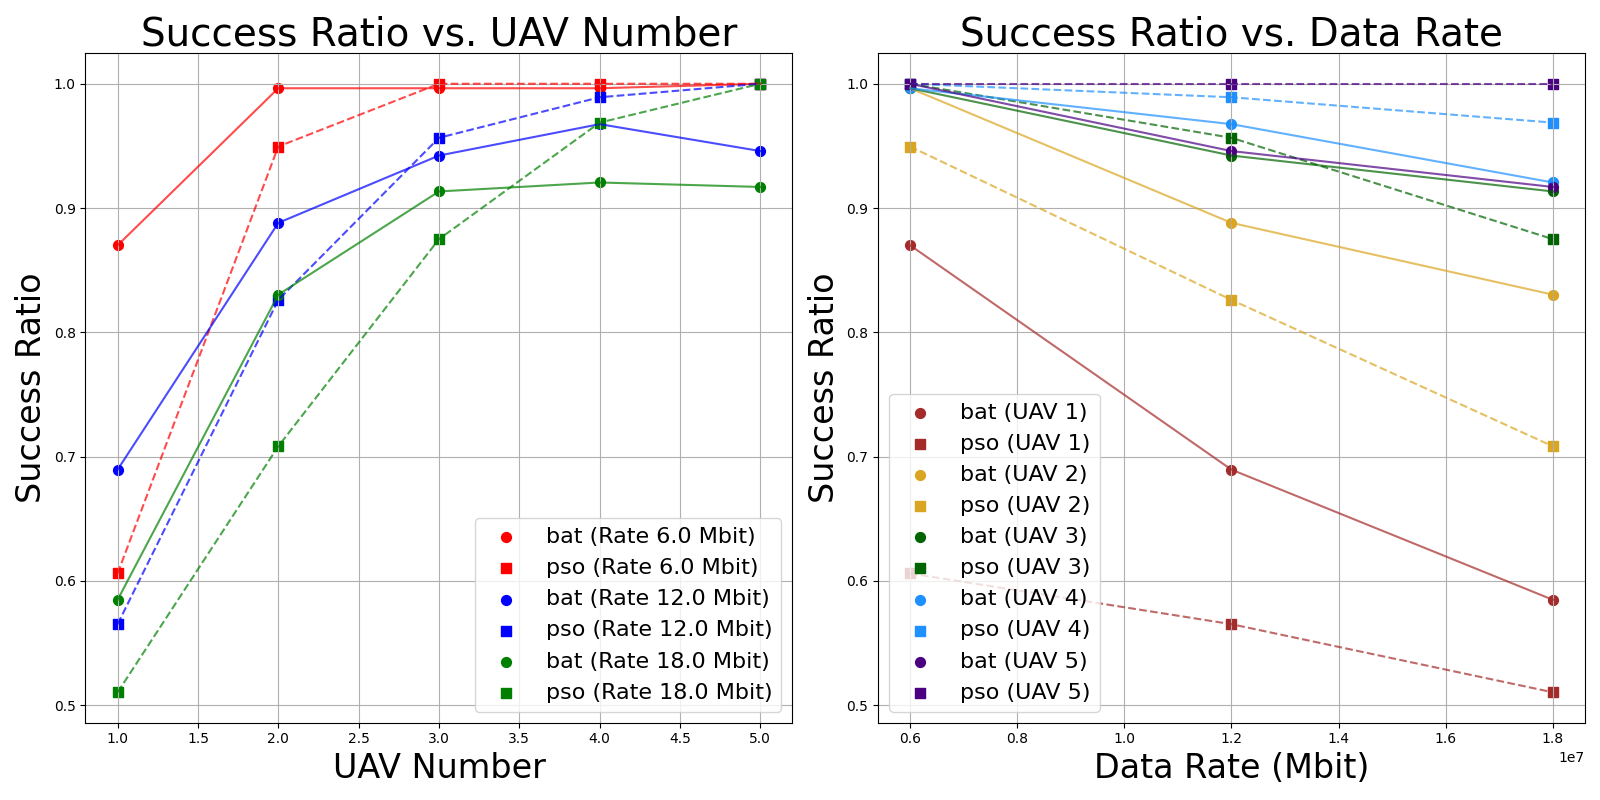 Success Ratio vs. UAV Number
Success Ratio
1.0
0.9
0.8
0.7
0.6
0.5
bat (Rate 6.0 Mbit)
pso (Rate 6.0 Mbit)
bat (Rate 12.0 Mbit)
pso (Rate 12.0 Mbit)
bat (Rate 18.0 Mbit)
pso (Rate 18.0 Mbit)
1.0 1.5 2.0 2.5 3.0 3.5 4.0 4.5 5.0
UAV Number
Success Ratio vs. Data Rate
Success Ratio
1.0
0.9
0.8
0.7
0.6
0.5
bat (UAV 1)
pso (UAV 1)
bat (UAV 2)
pso (UAV 2)
bat (UAV 3)
pso (UAV 3)
bat (UAV 4)
pso (UAV 4)
bat (UAV 5)
pso (UAV 5)
0.6 0.8 1.0 1.2 1.4 1.6 1.8
1e7
Data Rate (Mbit)